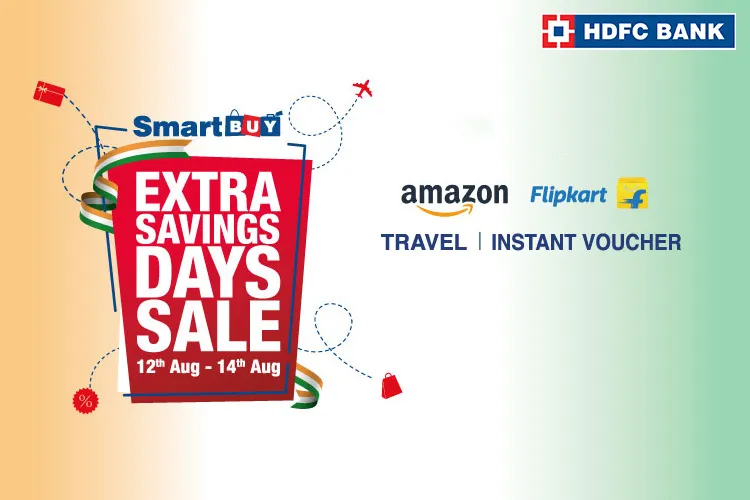 HDFC BANK
SmartBUY
EXTRA
SAVINGS
DAYS
SALE
12th Aug - 14th Aug
%
amazon Flipkart
TRAVEL | INSTANT VOUCHER